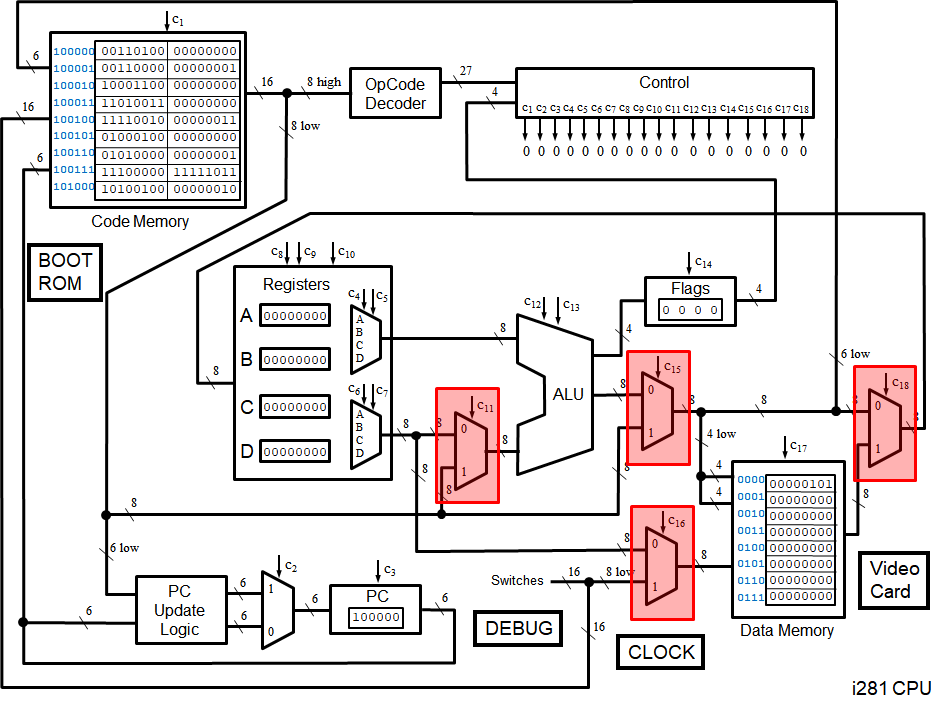 c1
6
100000 00110100 00000000
100001 00110000 00000001
100010 10001100 00000000
100011 11010011 00000000
100100 11110010 00000011
100101 01000100 00000000
100110 01010000 00000001
100111 11100000 11111011
101000 10100100 00000010
16
6
Code Memory
16
8 high
8 low
OpCode
Decoder
27
4
Control
c1 c2 c3 c4 c5 c6 c7 c8 c9 c10 c11 c12 c13 c14 c15 c16 c17 c18
0 0 0 0 0 0 0 0 0 0 0 0 0 0 0 0 0 0
BOOT
ROM
c8 c9 c10
Registers
A 00000000
B 00000000
C 00000000
D 00000000
8
c4 c5
A
B
C
D
8
c6 c7
A
B
C
D
8
8
8
c11
0
1
8
8
c12 c13
ALU
4
8
c14
Flags
0 0 0 0
4
c15
0
1
8
8
8
6 low
4 low
4
4
c18
0
1
8
8
8
c17
0000 00000101
0001 00000000
0010 00000000
0011 00000000
0100 00000000
0101 00000000
0110 00000000
0111 00000000
Data Memory
c16
0
1
8
8
Switches
16
8 low
16
8
6 low
6
PC
Update
Logic
6
6
c2
1
0
6
c3
PC
100000
6
DEBUG
CLOCK
Video
Card
i281 CPU